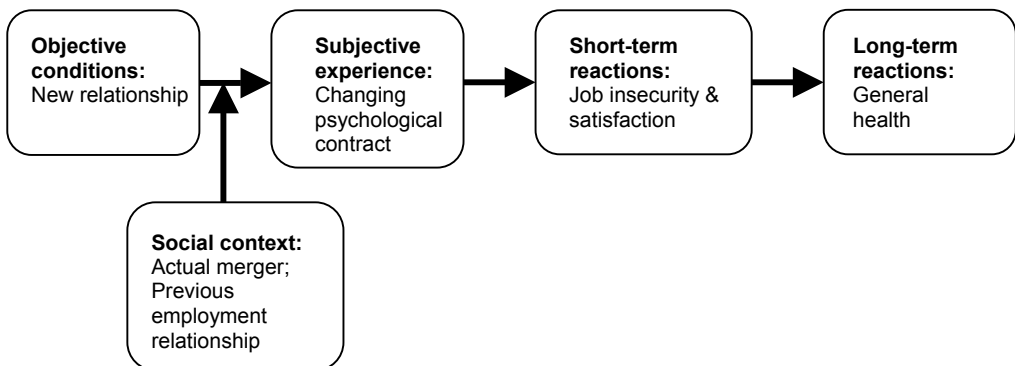 Objective
conditions:
New relationship
Subjective
experience:
Changing
psychological
contract
Short-term
reactions:
Job insecurity &
satisfaction
Long-term
reactions:
General
health
Social context:
Actual merger;
Previous
employment
relationship